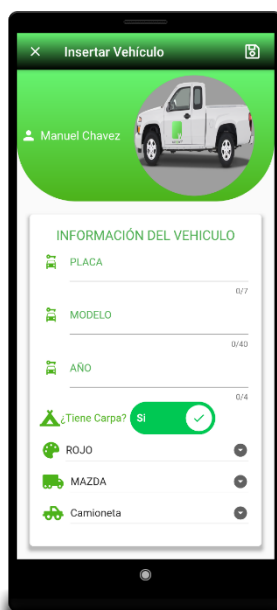 Insertar Vehículo
Manuel Chavez
INFORMACIÓN DEL VEHICULO
PLACA
0/7
MODELO
0/40
AÑO
0/4
¿Tiene Carpa? Si
ROJO
MAZDA
Camioneta